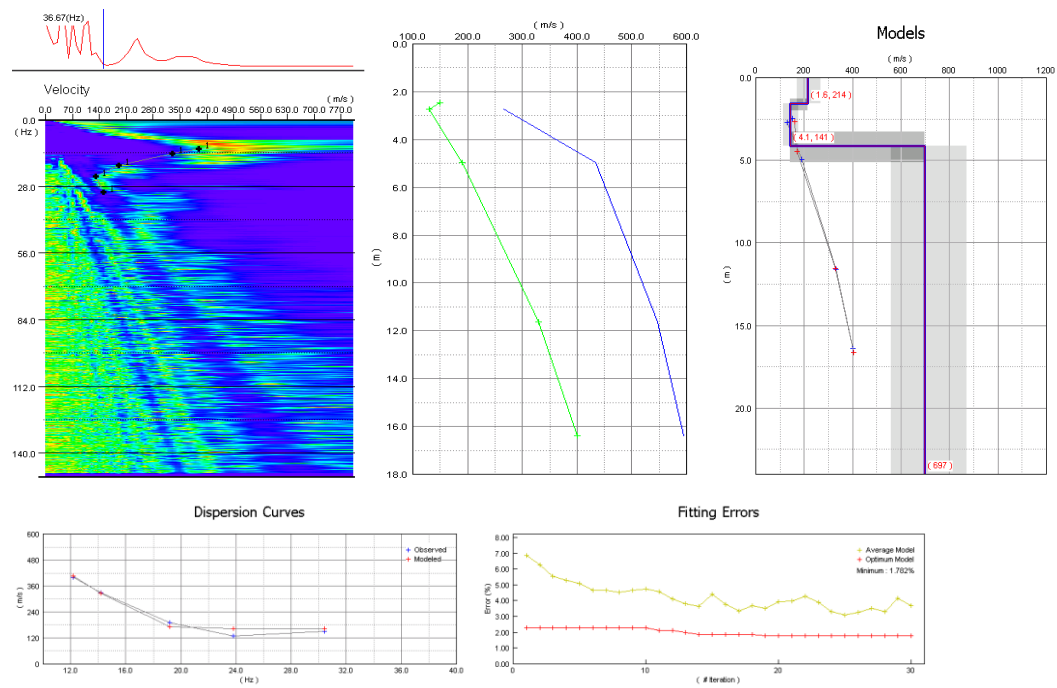 36.67(Hz)
Velocity
(m/s)
0.0 70.0 140.0 210.0 280.0 350.0 420.0 490.0 560.0 630.0 700.0 770.0
0.0
(Hz)
28.0
56.0
84.0
112.0
140.0
( m/s )
100.0 200.0 300.0 400.0 500.0 600.0
0.0
2.0
4.0
6.0
8.0
( m )
10.0
12.0
14.0
16.0
18.0
Models
( m/s )
0 200 400 600 800 1000 1200
0.0
( 1.6, 214 )
( 4.1, 141 )
5.0
10.0
( m )
15.0
20.0
( 697 )
Dispersion Curves
600
480
360
(m/s)
240
120
0
Observed
Modeled
12.0 16.0 20.0 24.0 28.0 32.0 36.0 40.0
( Hz )
Fitting Errors
8.00
7.00
6.00
5.00
4.00
3.00
2.00
1.00
0.00
Error (%)
Average Model
Optimum Model
Minimum : 1.782%
0 10 20 30
( # Iteration )